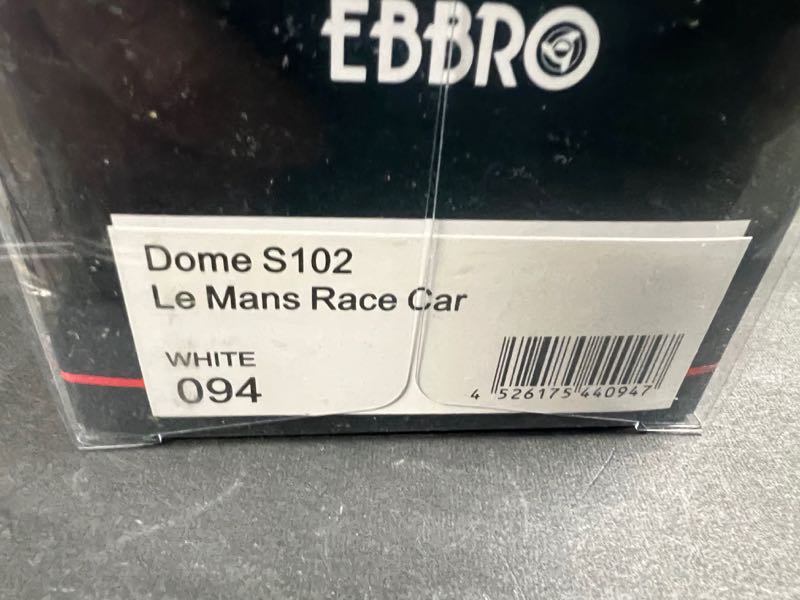 EBBRO
Dome S102
Le Mans Race Car
WHITE
094
4 526175 440947